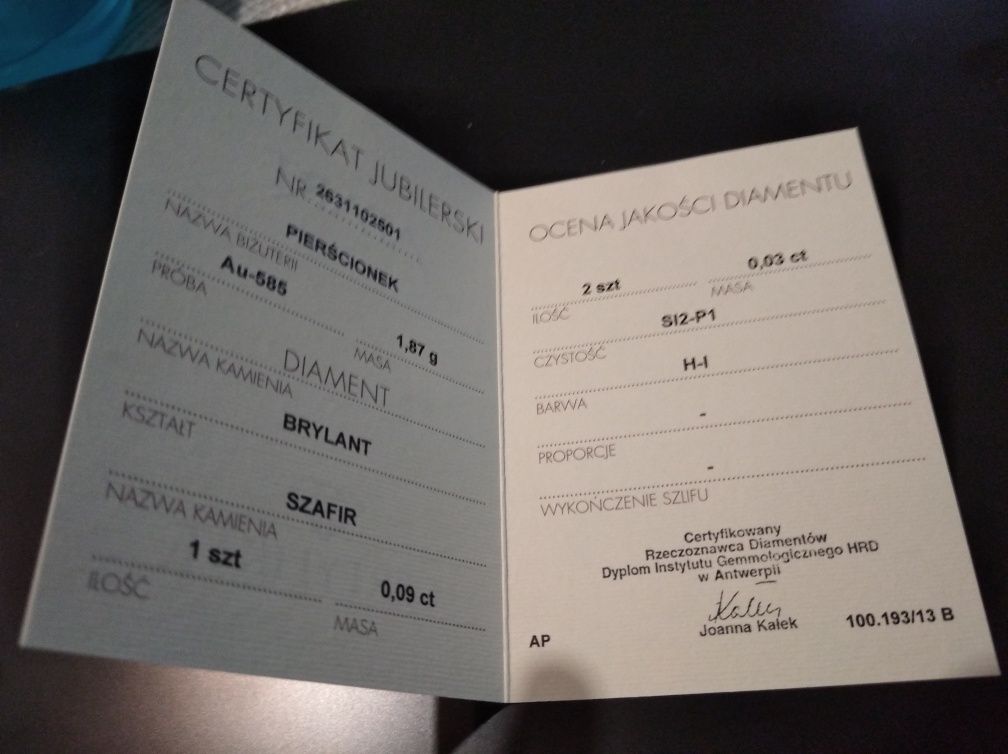 CERTYFIKAT JUBILERSKI
NR 2631102501
PIERŚCIONEK
NAZWA BIŻUTERII
Au-585
PRÓBA
1,87 g
MASA
DIAMENT
NAZWA KAMIENIA
BRYLANT
KSZTAŁT
SZAFIR
NAZWA KAMIENIA
1 szt
ILOŚĆ
0,09 ct
MASA
OCENA JAKOŚCI DIAMENTU
2 szt
ILOŚĆ
0,03 ct
MASA
SI2-P1
CZYSTOŚĆ
H-I
BARWA
-
PROPORCJE
-
WYKOŃCZENIE SZLIFU
Certyfikowany
Rzeczoznawca Diamentów
Dyplom Instytutu Gemmologicznego HRD
w Antwerpii
Kałek
Joanna Kałek
AP
100.193/13 B